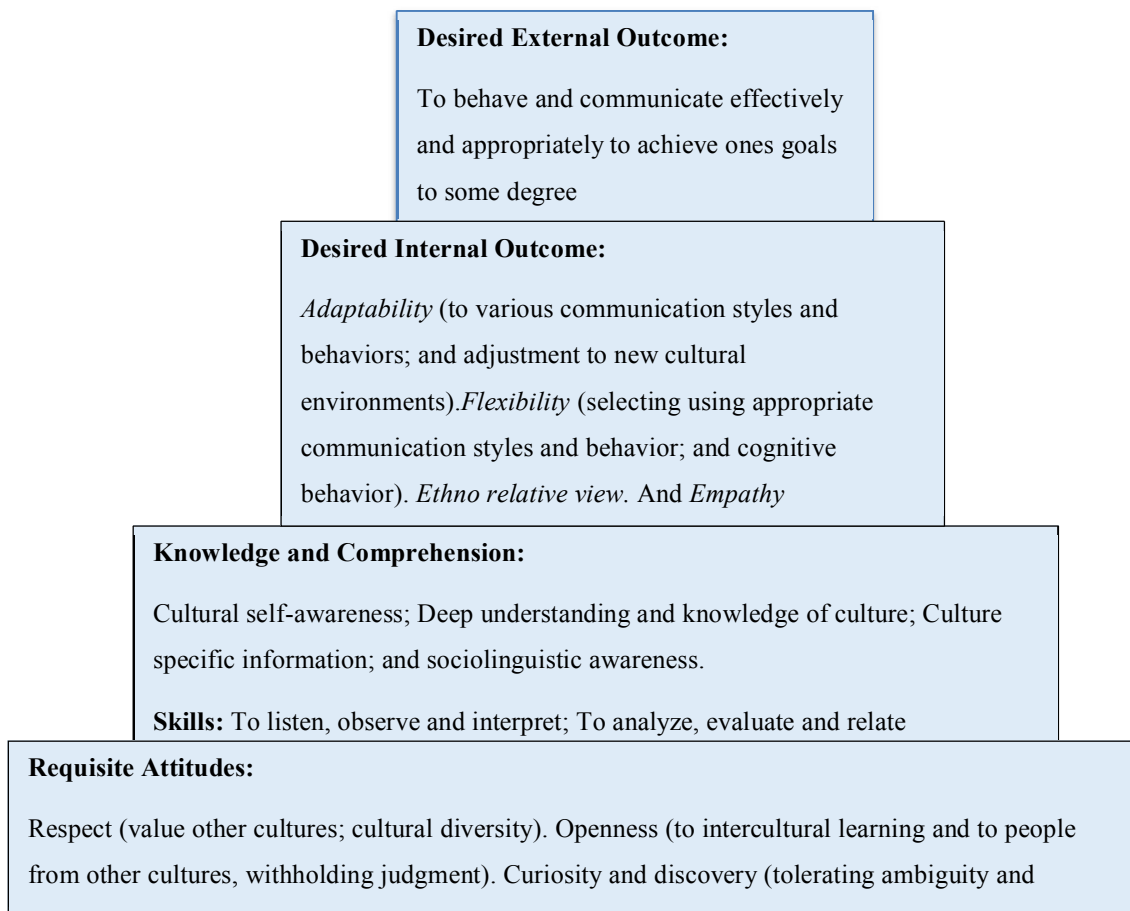 Desired External Outcome:
To behave and communicate effectively
and appropriately to achieve ones goals
to some degree
Desired Internal Outcome:
Adaptability (to various communication styles and
behaviors; and adjustment to new cultural
environments).Flexibility (selecting using appropriate
communication styles and behavior; and cognitive
behavior). Ethno relative view. And Empathy
Knowledge and Comprehension:
Cultural self-awareness; Deep understanding and knowledge of culture; Culture
specific information; and sociolinguistic awareness.
Skills: To listen, observe and interpret; To analyze, evaluate and relate
Requisite Attitudes:
Respect (value other cultures; cultural diversity). Openness (to intercultural learning and to people
from other cultures, withholding judgment). Curiosity and discovery (tolerating ambiguity and